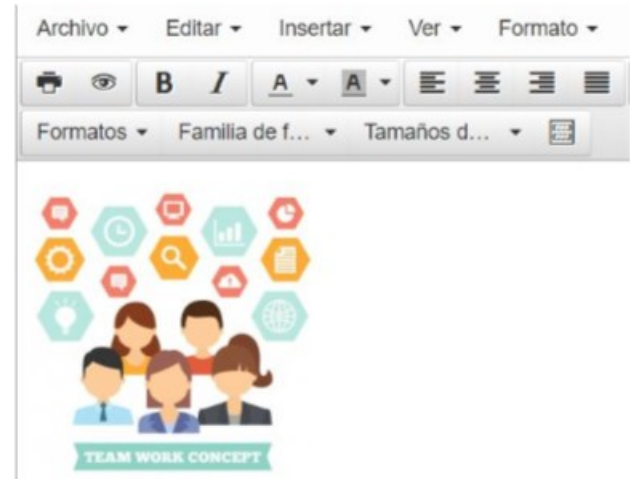 Archivo Editar Insertar Ver Formato
B I A A
Formatos Familia de f... Tamaños d...
TEAM WORK CONCEPT